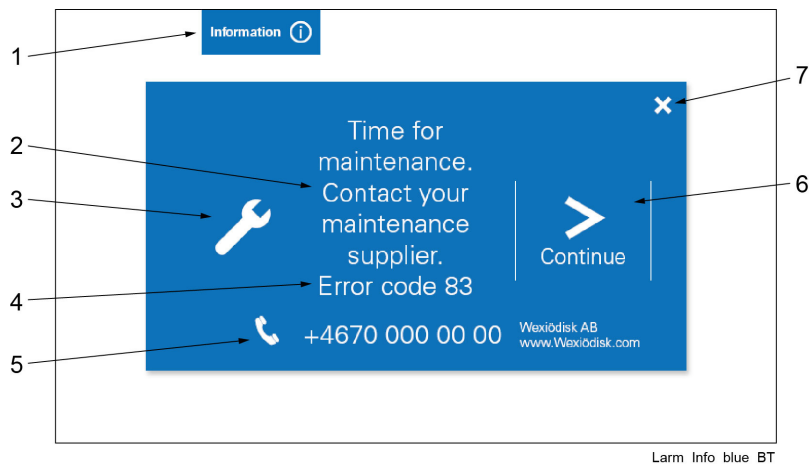 Information i
1
7
Time for
maintenance.
2
Contact your
3
maintenance
6
supplier.
Continue
4
Error code 83
5
+4670 000 00 00
Wexiödisk AB
www.Wexiödisk.com
Larm Info blue BT